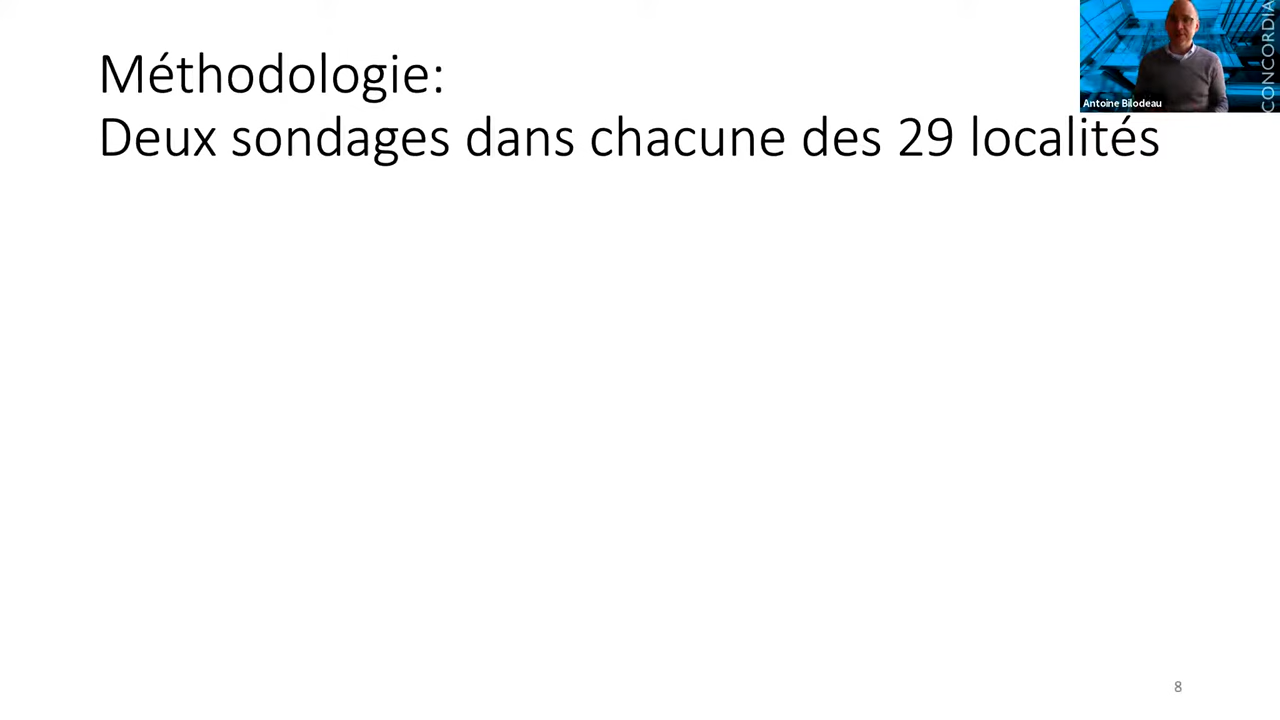 Méthodologie:
Deux sondages dans chacune des 29 localités
Antoine Bilodeau
CONCORDIA
8